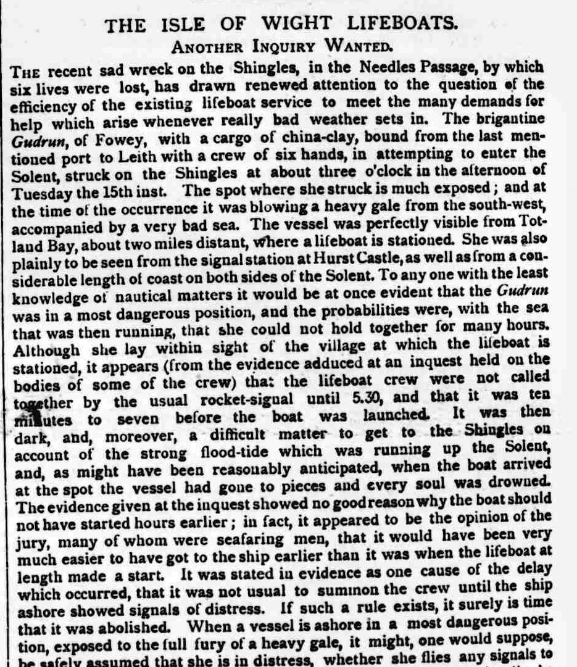 THE ISLE OF WIGHT LIFEBOATS.
ANOTHER INQUIRY WANTED.
THE recent sad wreck on the Shingles, in the Needles Passage, by which
six lives were lost, has drawn renewed attention to the question of the
efficiency of the existing lifeboat service to meet the many demands for
help which arise whenever really bad weather sets in. The brigantine
Gudrun, of Fowey, with a cargo of china-clay, bound from the last men-
tioned port to Leith with a crew of six hands, in attempting to enter the
Solent, struck on the Shingles at about three o'clock in the afternoon of
Tuesday the 15th inst. The spot where she struck is much exposed; and at
the time of the occurrence it was blowing a heavy gale from the south-west,
accompanied by a very bad sea. The vessel was perfectly visible from Tot-
land Bay, about two miles distant, where a lifeboat is stationed. She was also
plainly to be seen from the signal station at Hurst Castle, as well as from a con-
siderable length of coast on both sides of the Solent. To any one with the least
knowledge of nautical matters it would be at once evident that the Gudrun
was in a most dangerous position, and the probabilities were, with the sea
that was then running, that she could not hold together for many hours.
Although she lay within sight of the village at which the lifeboat is
stationed, it appears (from the evidence adduced at an inquest held on the
bodies of some of the crew) that the lifeboat crew were not called
together by the usual rocket-signal until 5.30, and that it was ten
minutes to seven before the boat was launched. It was then
dark, and, moreover, a difficult matter to get to the Shingles on
account of the strong flood-tide which was running up the Solent,
and, as might have been reasonably anticipated, when the boat arrived
at the spot the vessel had gone to pieces and every soul was drowned.
The evidence given at the inquest showed no good reason why the boat should
not have started hours earlier; in fact, it appeared to be the opinion of the
jury, many of whom were seafaring men, that it would have been very
much easier to have got to the ship earlier than it was when the lifeboat at
length made a start. It was stated in evidence as one cause of the delay
which occurred, that it was not usual to summon the crew until the ship
ashore showed signals of distress. If such a rule exists, it surely is time
that it was abolished. When a vessel is ashore in a most dangerous posi-
tion, exposed to the full fury of a heavy gale, it might, one would suppose,
be safely assumed that she is in distress, whether she flies any signals to